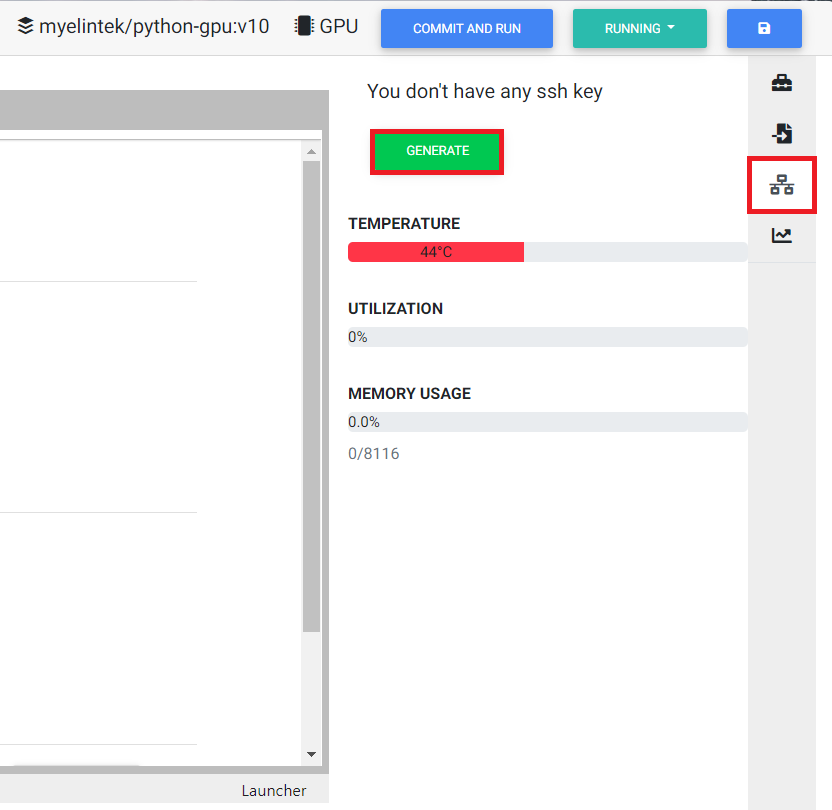 myelintek/python-gpu:v10 GPU COMMIT AND RUN RUNNING
You don't have any ssh key
GENERATE
TEMPERATURE
44°C
UTILIZATION
0%
MEMORY USAGE
0.0%
0/8116
Launcher